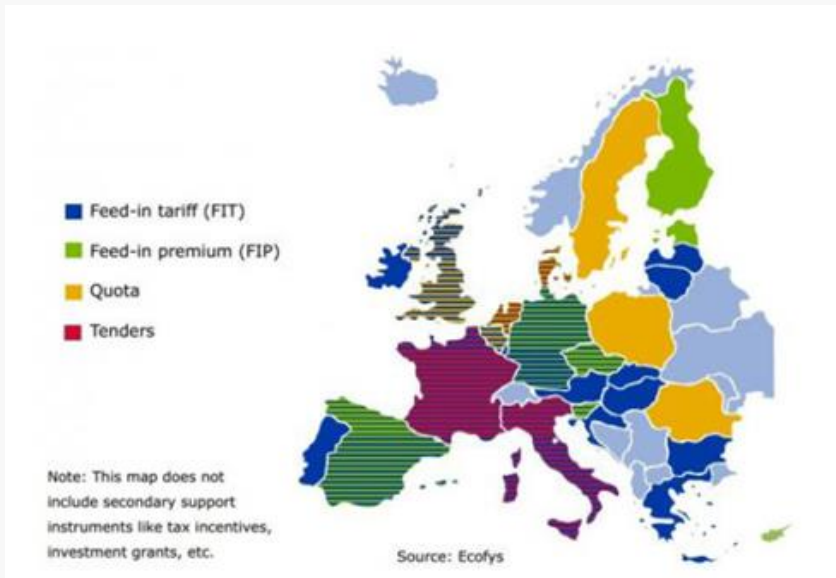 Feed-in tariff (FIT)
Feed-in premium (FIP)
Quota
Tenders
Note: This map does not
include secondary support
instruments like tax incentives,
investment grants, etc.
Source: Ecofys